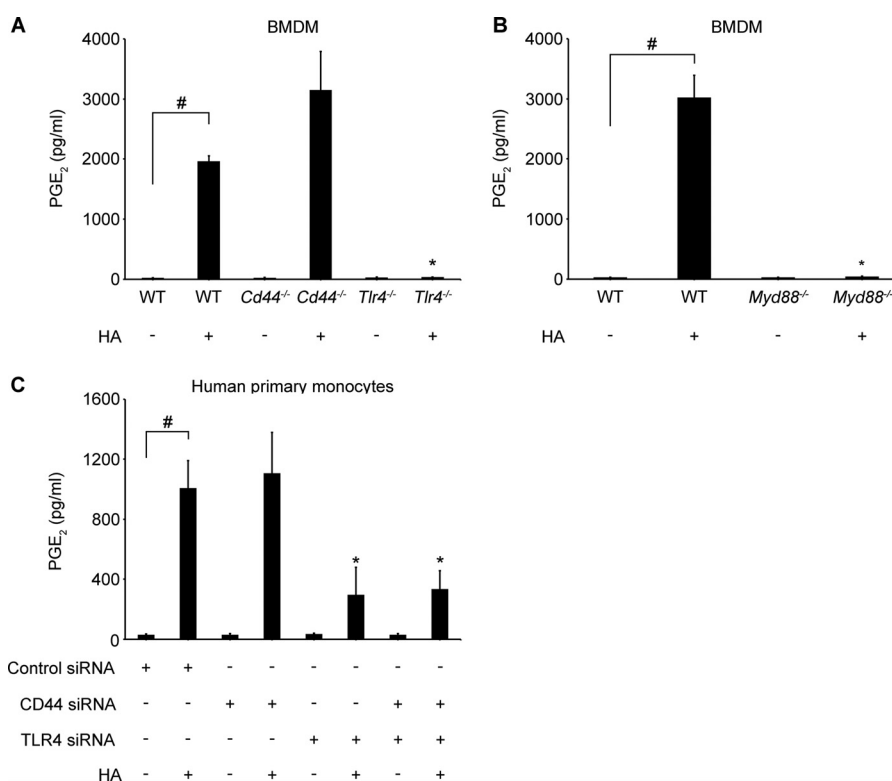 A
BMDM
4000
3000
2000
1000
0
PGE₂ (pg/ml)
#
*
WT WT Cd44⁻/⁻ Cd44⁻/⁻ Tlr4⁻/⁻ Tlr4⁻/⁻
HA - + - + - +
B
BMDM
4000
3000
2000
1000
0
PGE₂ (pg/ml)
#
*
WT WT Myd88⁻/⁻ Myd88⁻/⁻
HA - + - +
C
Human primary monocytes
1600
1200
800
400
0
PGE₂ (pg/ml)
#
* *
Control siRNA + + - - - - - -
CD44 siRNA - - + + - - + +
TLR4 siRNA - - - - + + + +
HA - + - + - + - +